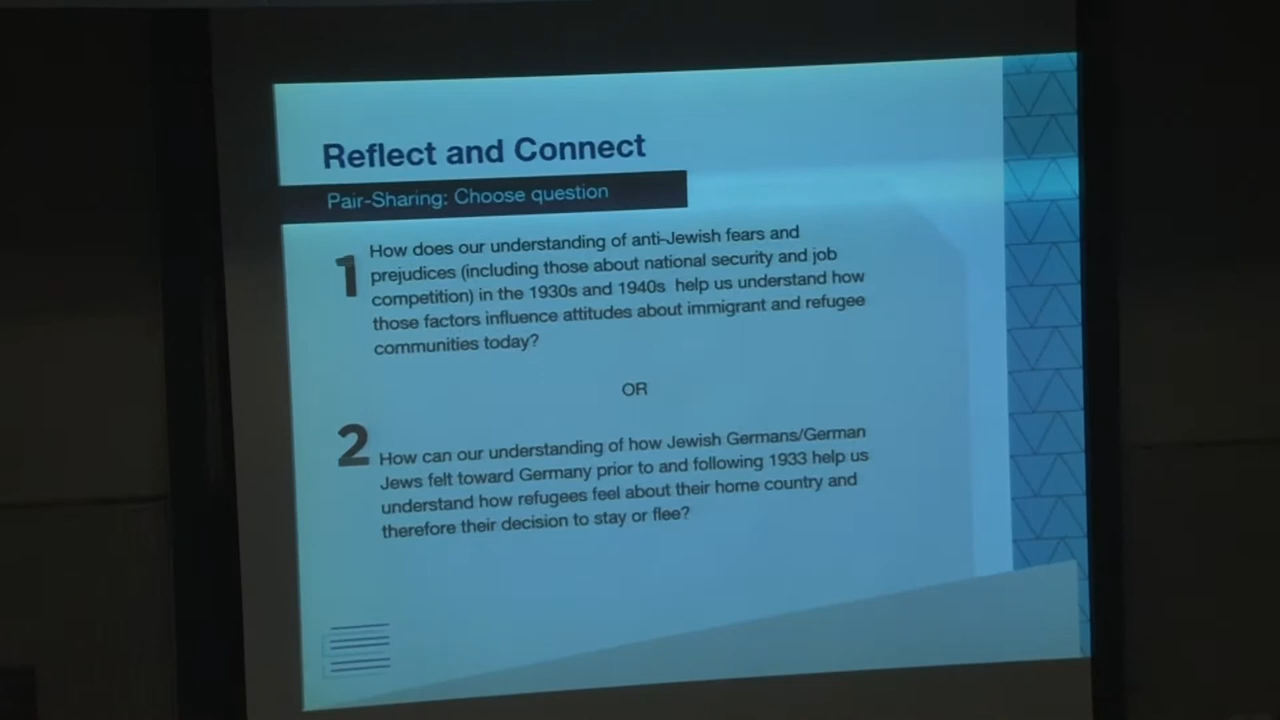 Reflect and Connect
Pair-Sharing: Choose question
1
How does our understanding of anti-Jewish fears and
prejudices (including those about national security and job
competition) in the 1930s and 1940s help us understand how
those factors influence attitudes about immigrant and refugee
communities today?
OR
2
How can our understanding of how Jewish Germans/German
Jews felt toward Germany prior to and following 1933 help us
understand how refugees feel about their home country and
therefore their decision to stay or flee?